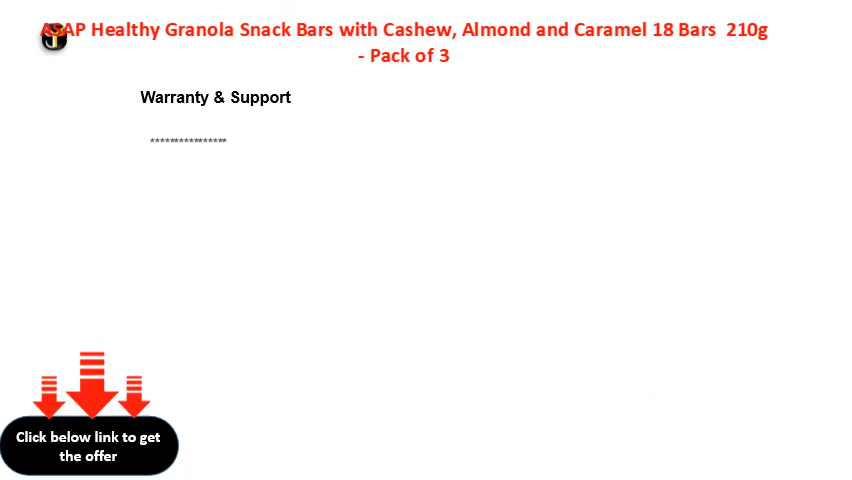 ASAP Healthy Granola Snack Bars with Cashew, Almond and Caramel 18 Bars  210g
- Pack of 3
Warranty & Support
****************
Click below link to get
the offer